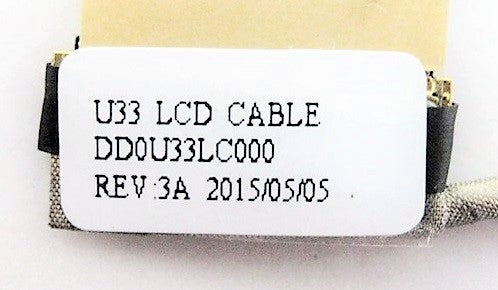 U33 LCD CABLE
DD0U33LC000
REV:3A 2015/05/05